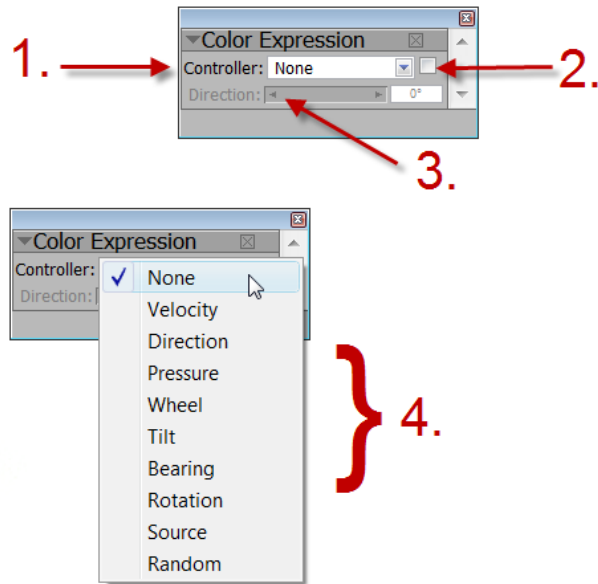 Color Expression
1. Controller: None 2.
Direction: 0°
3.
Color Expression
Controller:
Direction:
None
Velocity
Direction
Pressure
Wheel
Tilt
Bearing
Rotation
Source
Random
} 4.